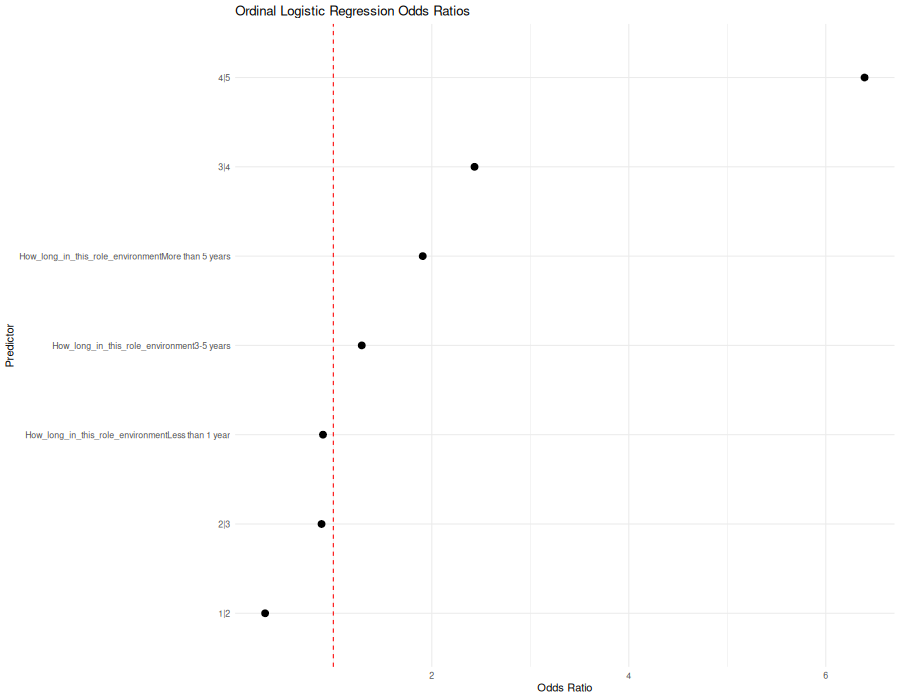 Ordinal Logistic Regression Odds Ratios
4|5
3|4
How_long_in_this_role_environmentMore than 5 years
How_long_in_this_role_environment3-5 years
How_long_in_this_role_environmentLess than 1 year
2|3
1|2
Predictor
2 4 6
Odds Ratio